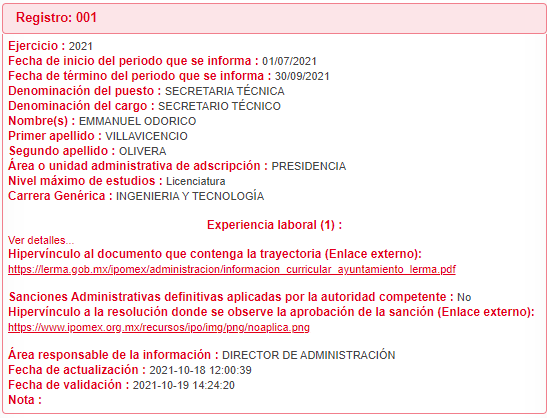 Registro: 001
Ejercicio : 2021
Fecha de inicio del periodo que se informa : 01/07/2021
Fecha de término del periodo que se informa : 30/09/2021
Denominación del puesto : SECRETARIA TÉCNICA
Denominación del cargo : SECRETARIO TÉCNICO
Nombre(s) : EMMANUEL ODORICO
Primer apellido : VILLAVICENCIO
Segundo apellido : OLIVERA
Área o unidad administrativa de adscripción : PRESIDENCIA
Nivel máximo de estudios : Licenciatura
Carrera Genérica : INGENIERIA Y TECNOLOGÍA
Experiencia laboral (1) :
Ver detalles...
Hipervínculo al documento que contenga la trayectoria (Enlace externo):
https://lerma.gob.mx/ipomex/administracion/informacion_curricular_ayuntamiento_lerma.pdf
Sanciones Administrativas definitivas aplicadas por la autoridad competente : No
Hipervínculo a la resolución donde se observe la aprobación de la sanción (Enlace externo):
https://www.ipomex.org.mx/recursos/ipo/img/png/noaplica.png
Área responsable de la información : DIRECTOR DE ADMINISTRACIÓN
Fecha de actualización : 2021-10-18 12:00:39
Fecha de validación : 2021-10-19 14:24:20
Nota :